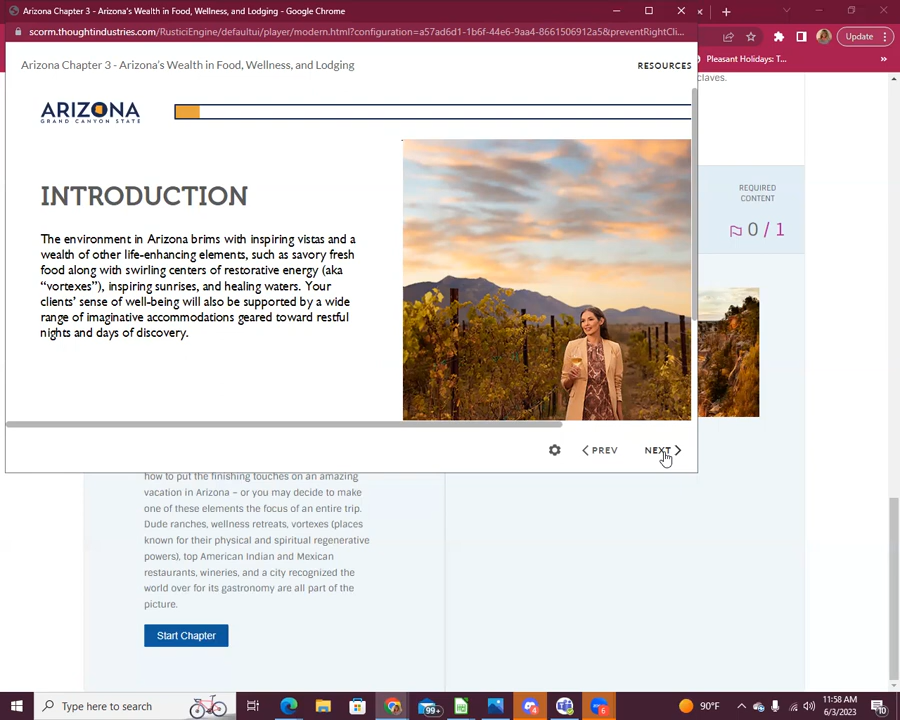 Arizona Chapter 3 - Arizona's Wealth in Food, Wellness, and Lodging - Google Chrome
scorm.thoughtindustries.com/RusticiEngine/defaultui/player/modern.html?configuration=a57ad6d1-1b6f-44e6-9aa4-8661506912a5&preventRightCli...
Update
Arizona Chapter 3 - Arizona's Wealth in Food, Wellness, and Lodging
RESOURCES
Pleasant Holidays: T...
»
claves.
ARIZONA
GRAND CANYON STATE
INTRODUCTION
The environment in Arizona brims with inspiring vistas and a
wealth of other life-enhancing elements, such as savory fresh
food along with swirling centers of restorative energy (aka
“vortexes”), inspiring sunrises, and healing waters. Your
clients’ sense of well-being will also be supported by a wide
range of imaginative accommodations geared toward restful
nights and days of discovery.
REQUIRED
CONTENT
0 / 1
PREV
NEXT
how to put the finishing touches on an amazing
vacation in Arizona – or you may decide to make
one of these elements the focus of an entire trip.
Dude ranches, wellness retreats, vortexes (places
known for their physical and spiritual regenerative
powers), top American Indian and Mexican
restaurants, wineries, and a city recognized the
world over for its gastronomy are all part of the
picture.
Start Chapter
Type here to search
99+
4
6
90°F
11:58 AM
6/3/2023
10